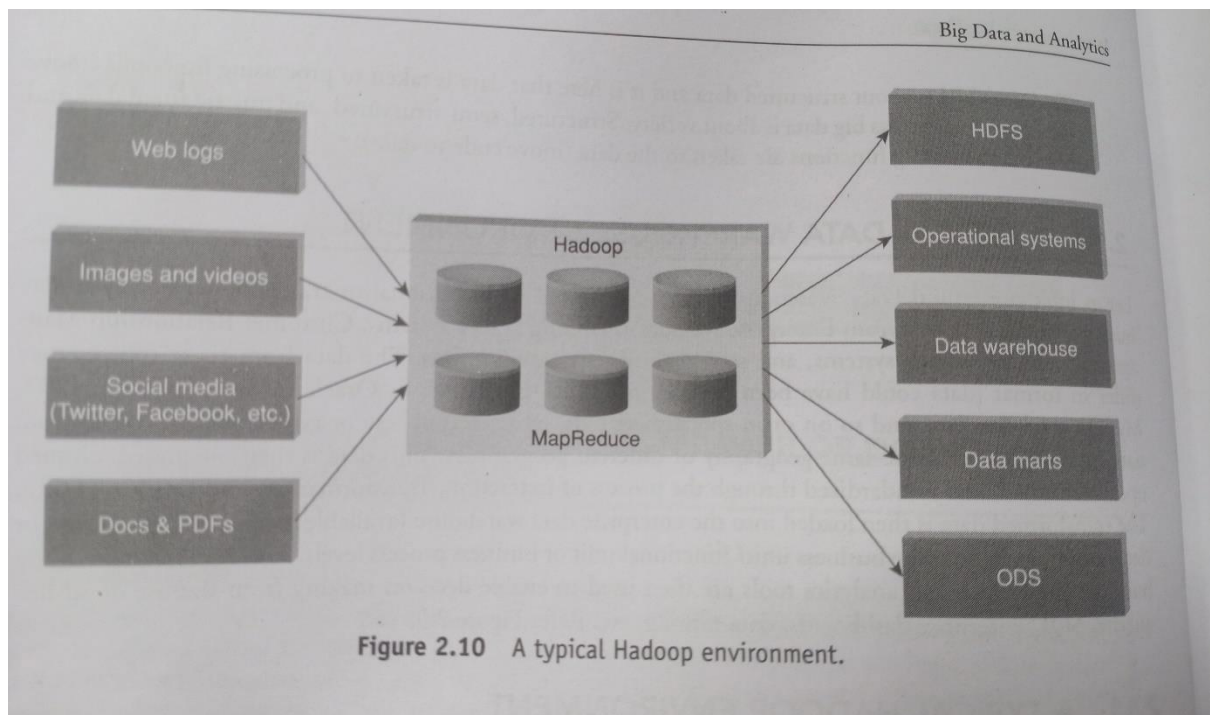 Big Data and Analytics
Web logs
Images and videos
Social media
(Twitter, Facebook, etc.)
Docs & PDFs
Hadoop
MapReduce
HDFS
Operational systems
Data warehouse
Data marts
ODS
Figure 2.10 A typical Hadoop environment.